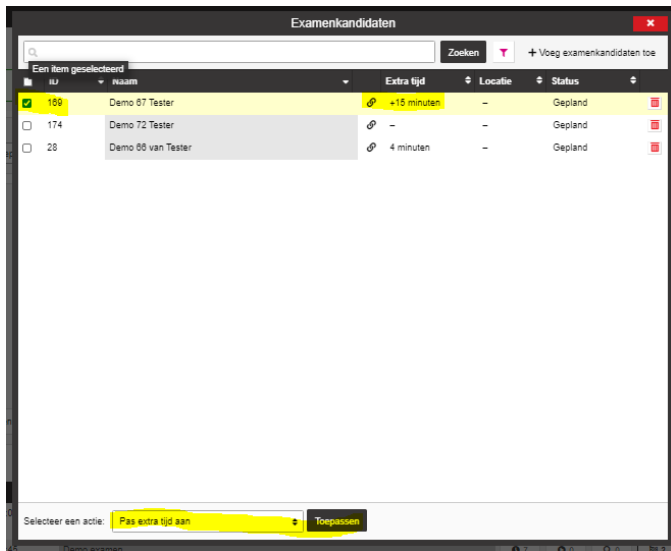 Examenkandidaten
Zoeken + Voeg examenkandidaten toe
Een item geselecteerd
ID Naam Extra tijd Locatie Status
169 Demo 67 Tester +15 minuten – Gepland
174 Demo 72 Tester – – Gepland
28 Demo 66 van Tester 4 minuten – Gepland
Selecteer een actie: Pas extra tijd aan Toepassen
Demo examen